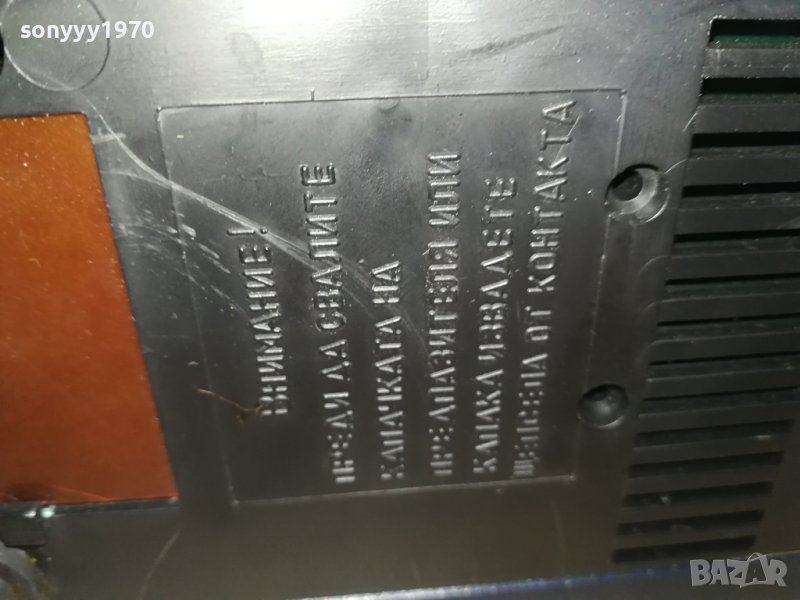 sonyyy1970
ВНИМАНИЕ!
ПРЕДИ ДА СВАЛИТЕ
КАПАЧКАТА НА
ПРЕДПАЗИТЕЛЯ ИЛИ
КАПАКА ИЗВАДЕТЕ
ЩЕПСЕЛА ОТ КОНТАКТА
BAZAR